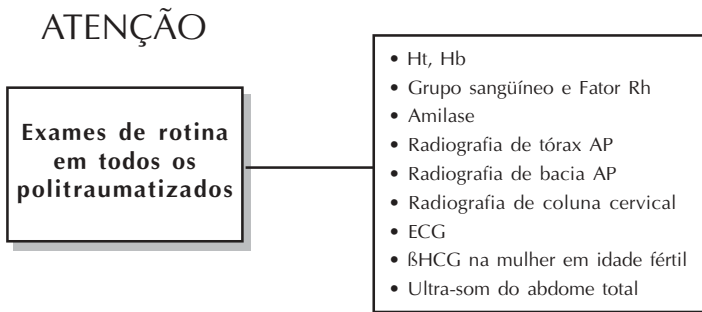 ATENÇÃO
Exames de rotina
em todos os
politraumatizados
• Ht, Hb
• Grupo sangüíneo e Fator Rh
• Amilase
• Radiografia de tórax AP
• Radiografia de bacia AP
• Radiografia de coluna cervical
• ECG
• ßHCG na mulher em idade fértil
• Ultra-som do abdome total